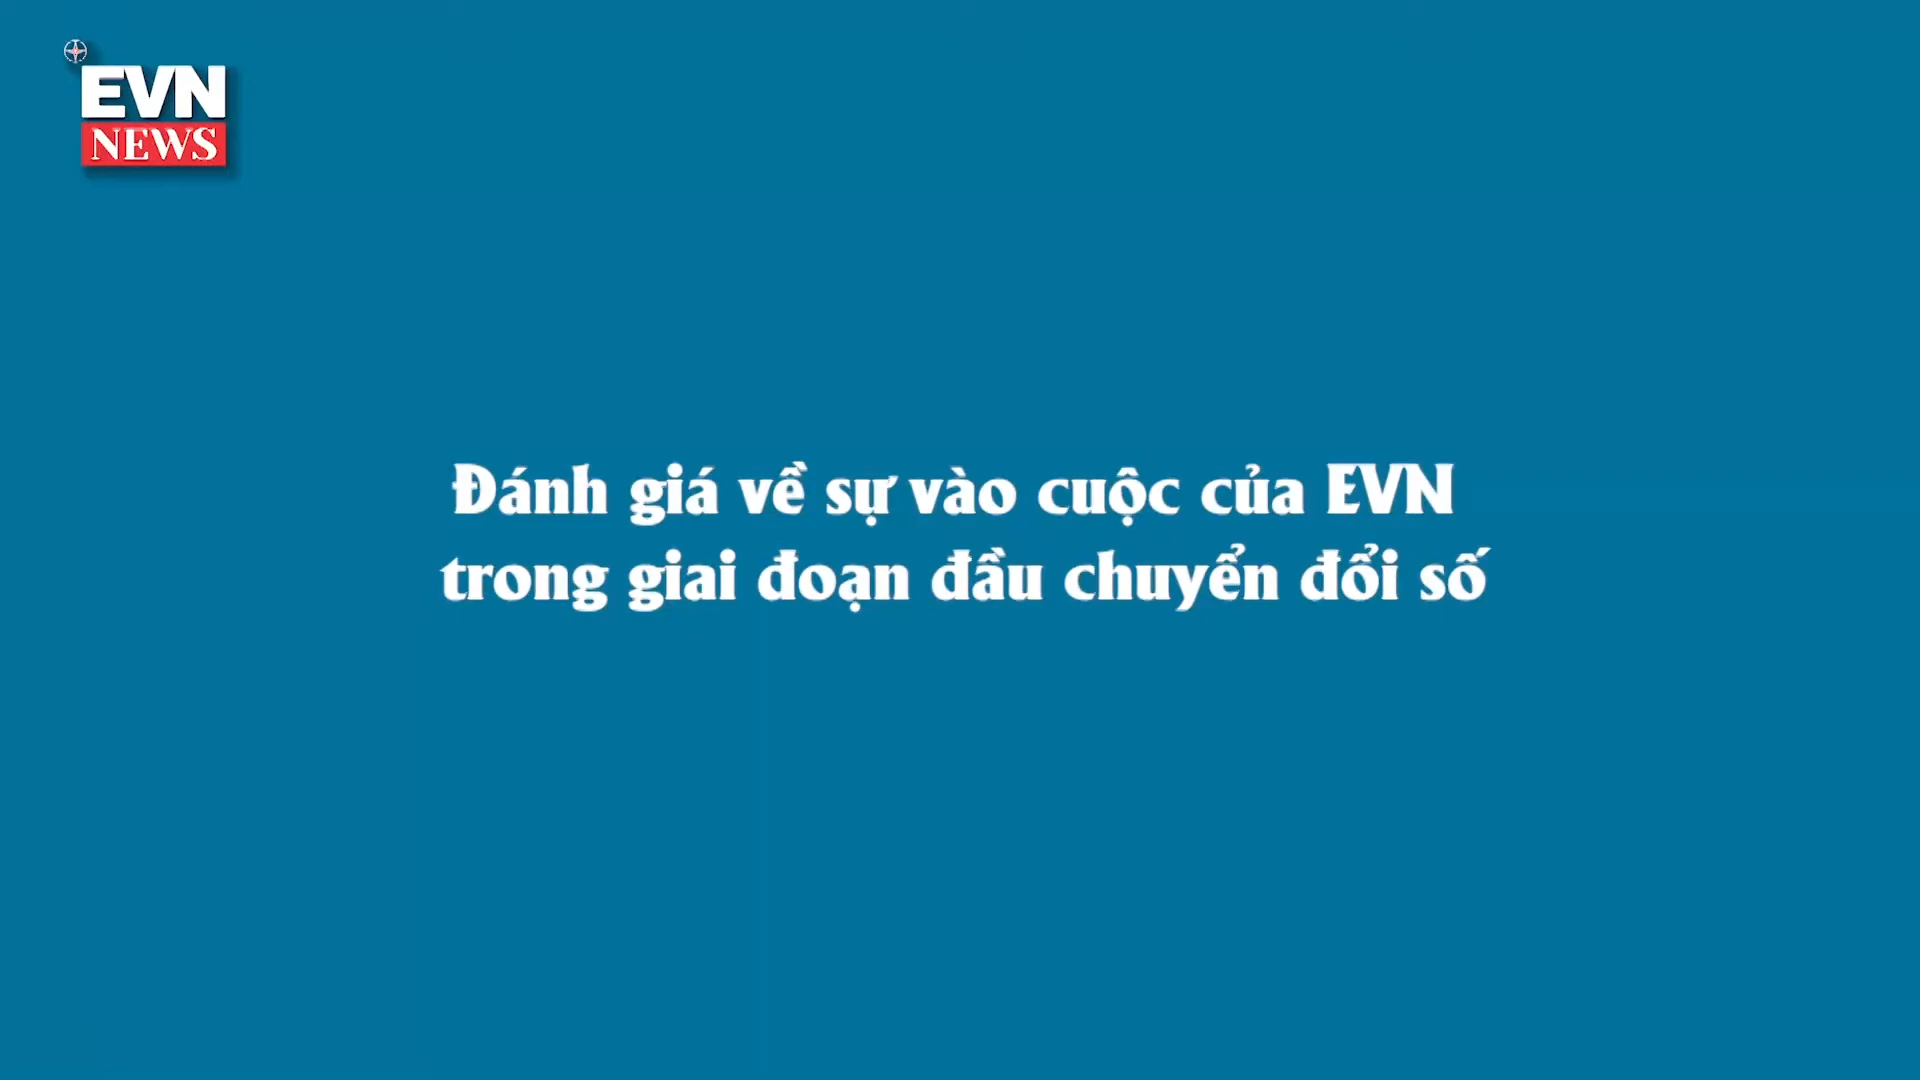 EVN
NEWS
Đánh giá về sự vào cuộc của EVN
trong giai đoạn đầu chuyển đổi số